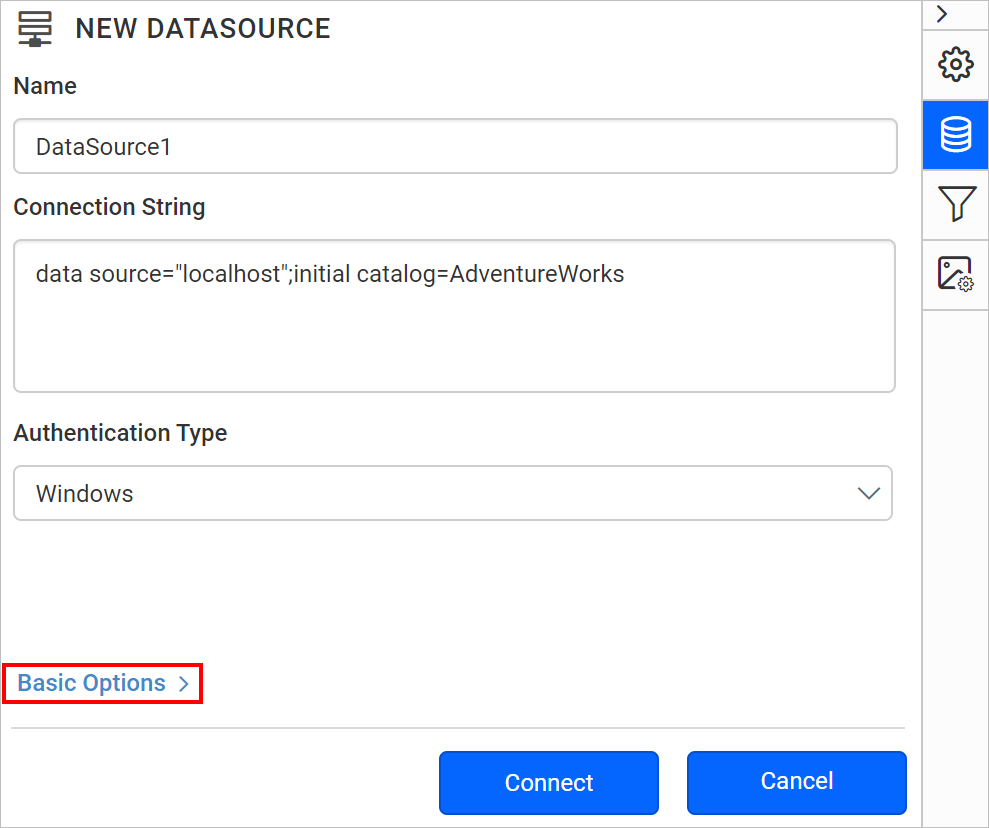 NEW DATASOURCE
Name
DataSource1
Connection String
data source="localhost";initial catalog=AdventureWorks
Authentication Type
Windows
Basic Options
Connect
Cancel